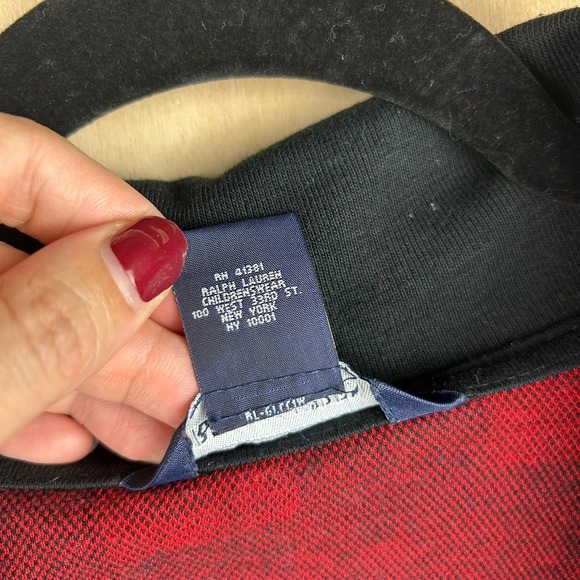 RN 41381
RALPH LAUREN
CHILDRENSWEAR
100 WEST 33RD ST.
NEW YORK
NY 10001